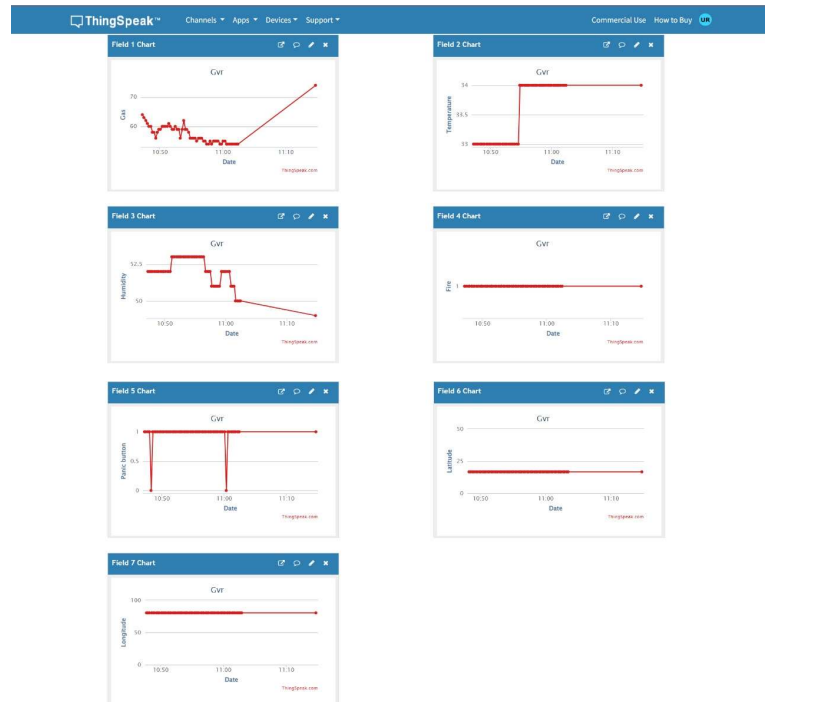 ThingSpeak™ Channels Apps Devices Support Commercial Use How to Buy UR
Field 1 Chart
Gvr
Gas
70
60
10:50 11:00 11:10
Date
ThingSpeak.com
Field 2 Chart
Gvr
Temperature
34
33.5
33
10:50 11:00 11:10
Date
ThingSpeak.com
Field 3 Chart
Gvr
Humidity
52.5
50
10:50 11:00 11:10
Date
ThingSpeak.com
Field 4 Chart
Gvr
Fire
1
10:50 11:00 11:10
Date
ThingSpeak.com
Field 5 Chart
Gvr
Panic button
1
0.5
0
10:50 11:00 11:10
Date
ThingSpeak.com
Field 6 Chart
Gvr
Latitude
50
25
0
10:50 11:00 11:10
Date
ThingSpeak.com
Field 7 Chart
Gvr
Longitude
100
50
0
10:50 11:00 11:10
Date
ThingSpeak.com